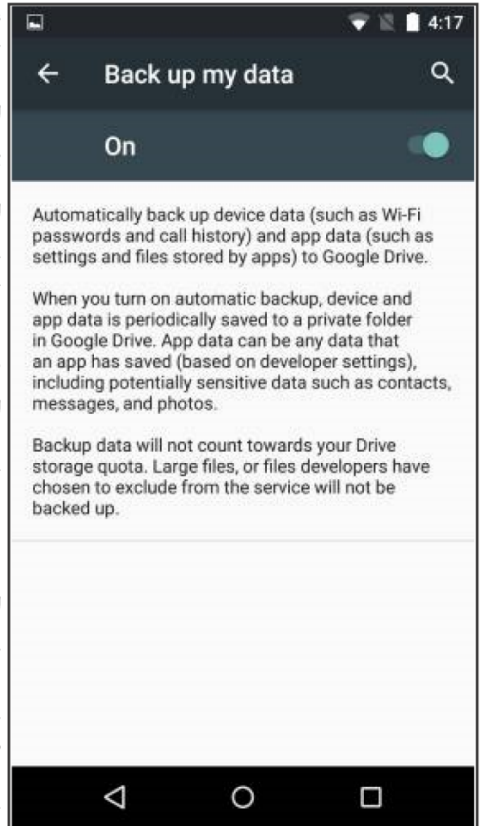 4:17
Back up my data
On
Automatically back up device data (such as Wi-Fi
passwords and call history) and app data (such as
settings and files stored by apps) to Google Drive.
When you turn on automatic backup, device and
app data is periodically saved to a private folder
in Google Drive. App data can be any data that
an app has saved (based on developer settings),
including potentially sensitive data such as contacts,
messages, and photos.
Backup data will not count towards your Drive
storage quota. Large files, or files developers have
chosen to exclude from the service will not be
backed up.